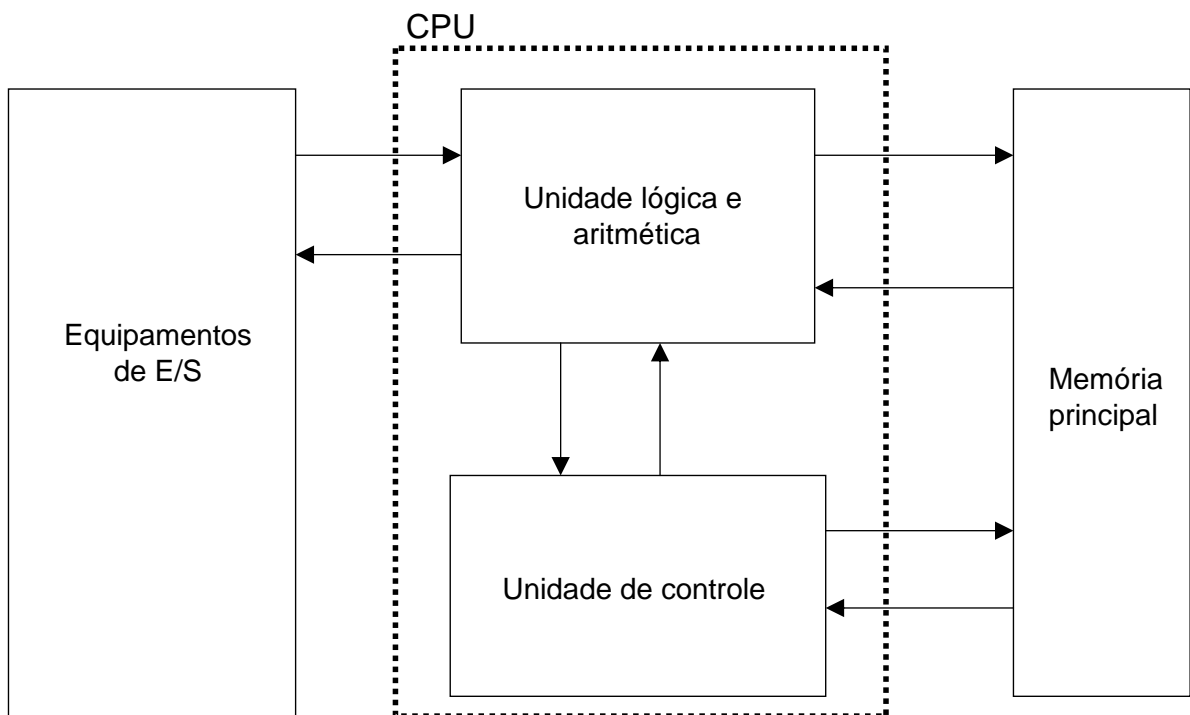 CPU
Unidade lógica e
aritmética
Equipamentos
de E/S
Memória
principal
Unidade de controle